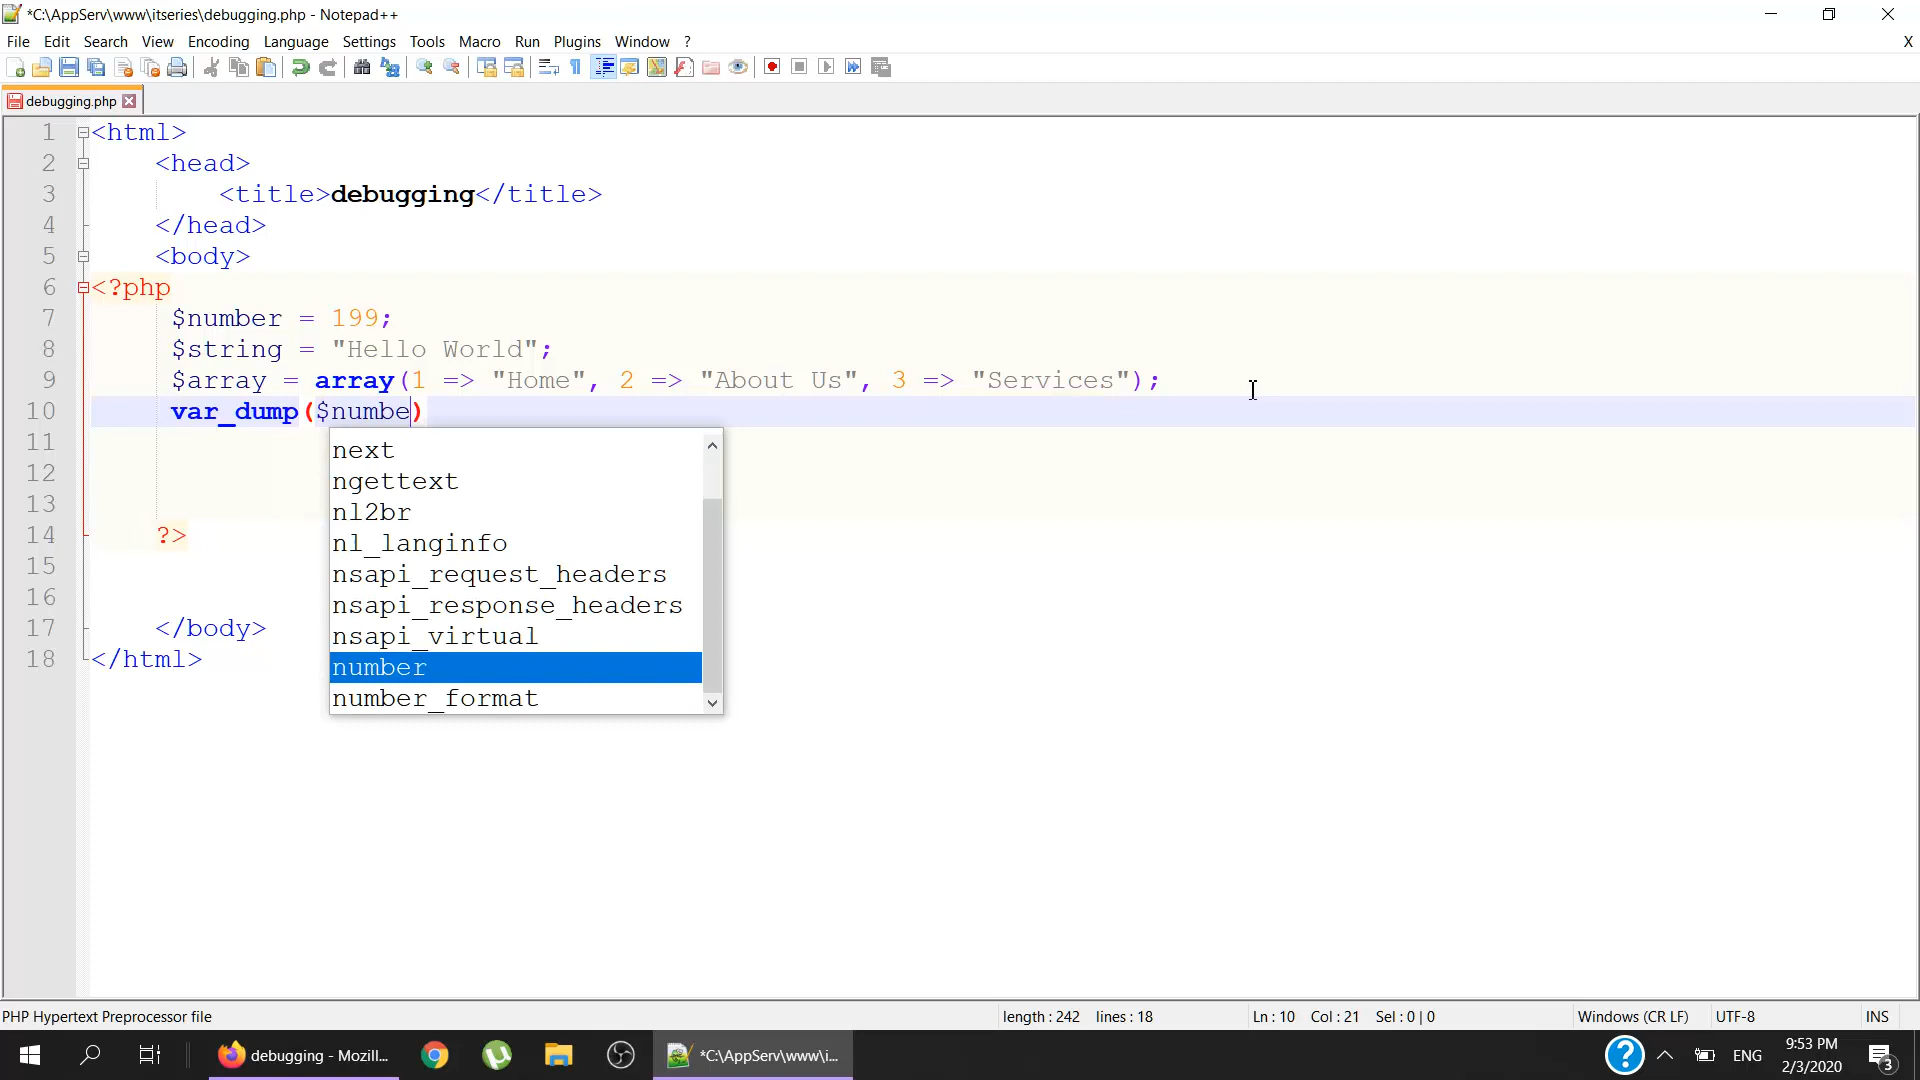 *C:\AppServ\www\itseries\debugging.php - Notepad++
File Edit Search View Encoding Language Settings Tools Macro Run Plugins Window ? X
debugging.php
1 <html>
2 <head>
3 <title>debugging</title>
4 </head>
5 <body>
6 <?php
7 $number = 199;
8 $string = "Hello World";
9 $array = array(1 => "Home", 2 => "About Us", 3 => "Services");
10 var_dump($numbe)
11
12
13
14 ?>
15
16
17 </body>
18 </html>
next
ngettext
nl2br
nl_langinfo
nsapi_request_headers
nsapi_response_headers
nsapi_virtual
number
number_format
PHP Hypertext Preprocessor file length : 242 lines : 18 Ln : 10 Col : 21 Sel : 0 | 0 Windows (CR LF) UTF-8 INS
debugging - Mozill... *C:\AppServ\www\i... ? ENG 9:53 PM
2/3/2020 3